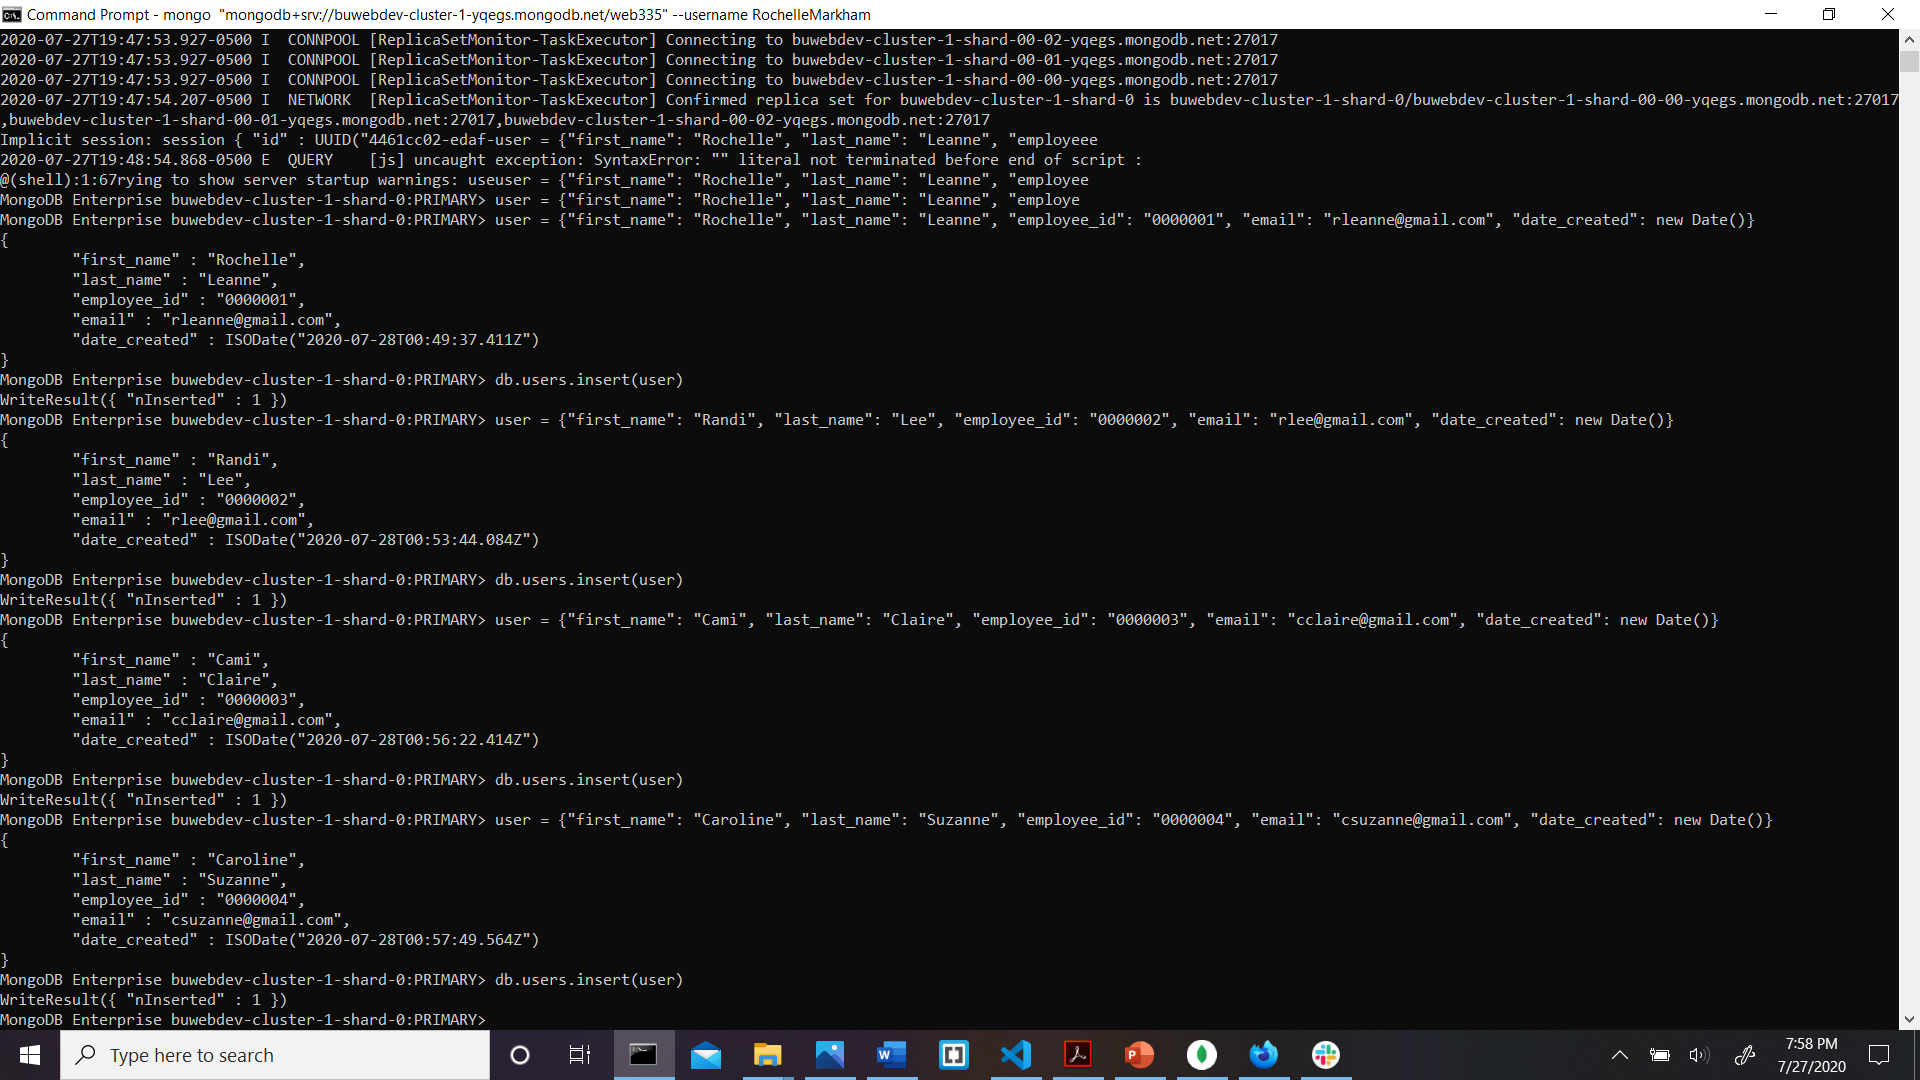 Command Prompt - mongo  "mongodb+srv://buwebdev-cluster-1-yqegs.mongodb.net/web335" --username RochelleMarkham
2020-07-27T19:47:53.927-0500 I  CONNPOOL [ReplicaSetMonitor-TaskExecutor] Connecting to buwebdev-cluster-1-shard-00-02-yqegs.mongodb.net:27017
2020-07-27T19:47:53.927-0500 I  CONNPOOL [ReplicaSetMonitor-TaskExecutor] Connecting to buwebdev-cluster-1-shard-00-01-yqegs.mongodb.net:27017
2020-07-27T19:47:53.927-0500 I  CONNPOOL [ReplicaSetMonitor-TaskExecutor] Connecting to buwebdev-cluster-1-shard-00-00-yqegs.mongodb.net:27017
2020-07-27T19:47:54.207-0500 I  NETWORK  [ReplicaSetMonitor-TaskExecutor] Confirmed replica set for buwebdev-cluster-1-shard-0 is buwebdev-cluster-1-shard-0/buwebdev-cluster-1-shard-00-00-yqegs.mongodb.net:27017
,buwebdev-cluster-1-shard-00-01-yqegs.mongodb.net:27017,buwebdev-cluster-1-shard-00-02-yqegs.mongodb.net:27017
Implicit session: session { "id" : UUID("4461cc02-edaf-user = {"first_name": "Rochelle", "last_name": "Leanne", "employeee
2020-07-27T19:48:54.868-0500 E  QUERY    [js] uncaught exception: SyntaxError: "" literal not terminated before end of script :
@(shell):1:67rying to show server startup warnings: useuser = {"first_name": "Rochelle", "last_name": "Leanne", "employee
MongoDB Enterprise buwebdev-cluster-1-shard-0:PRIMARY> user = {"first_name": "Rochelle", "last_name": "Leanne", "employe
MongoDB Enterprise buwebdev-cluster-1-shard-0:PRIMARY> user = {"first_name": "Rochelle", "last_name": "Leanne", "employee_id": "0000001", "email": "rleanne@gmail.com", "date_created": new Date()}
{
        "first_name" : "Rochelle",
        "last_name" : "Leanne",
        "employee_id" : "0000001",
        "email" : "rleanne@gmail.com",
        "date_created" : ISODate("2020-07-28T00:49:37.411Z")
}
MongoDB Enterprise buwebdev-cluster-1-shard-0:PRIMARY> db.users.insert(user)
WriteResult({ "nInserted" : 1 })
MongoDB Enterprise buwebdev-cluster-1-shard-0:PRIMARY> user = {"first_name": "Randi", "last_name": "Lee", "employee_id": "0000002", "email": "rlee@gmail.com", "date_created": new Date()}
{
        "first_name" : "Randi",
        "last_name" : "Lee",
        "employee_id" : "0000002",
        "email" : "rlee@gmail.com",
        "date_created" : ISODate("2020-07-28T00:53:44.084Z")
}
MongoDB Enterprise buwebdev-cluster-1-shard-0:PRIMARY> db.users.insert(user)
WriteResult({ "nInserted" : 1 })
MongoDB Enterprise buwebdev-cluster-1-shard-0:PRIMARY> user = {"first_name": "Cami", "last_name": "Claire", "employee_id": "0000003", "email": "cclaire@gmail.com", "date_created": new Date()}
{
        "first_name" : "Cami",
        "last_name" : "Claire",
        "employee_id" : "0000003",
        "email" : "cclaire@gmail.com",
        "date_created" : ISODate("2020-07-28T00:56:22.414Z")
}
MongoDB Enterprise buwebdev-cluster-1-shard-0:PRIMARY> db.users.insert(user)
WriteResult({ "nInserted" : 1 })
MongoDB Enterprise buwebdev-cluster-1-shard-0:PRIMARY> user = {"first_name": "Caroline", "last_name": "Suzanne", "employee_id": "0000004", "email": "csuzanne@gmail.com", "date_created": new Date()}
{
        "first_name" : "Caroline",
        "last_name" : "Suzanne",
        "employee_id" : "0000004",
        "email" : "csuzanne@gmail.com",
        "date_created" : ISODate("2020-07-28T00:57:49.564Z")
}
MongoDB Enterprise buwebdev-cluster-1-shard-0:PRIMARY> db.users.insert(user)
WriteResult({ "nInserted" : 1 })
MongoDB Enterprise buwebdev-cluster-1-shard-0:PRIMARY>
Type here to search
7:58 PM
7/27/2020